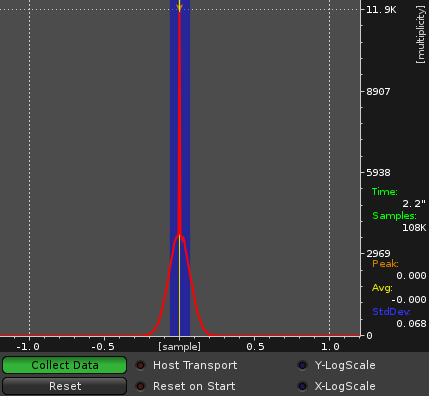 11.9K
[multiplicity]
8907
5938
Time:
2.2"
Samples:
108K
2969
Peak:
0.000
Avg:
-0.000
StdDev:
0.068
0
-1.0 -0.5 [sample] 0.5 1.0
Collect Data Host Transport Y-LogScale
Reset Reset on Start X-LogScale